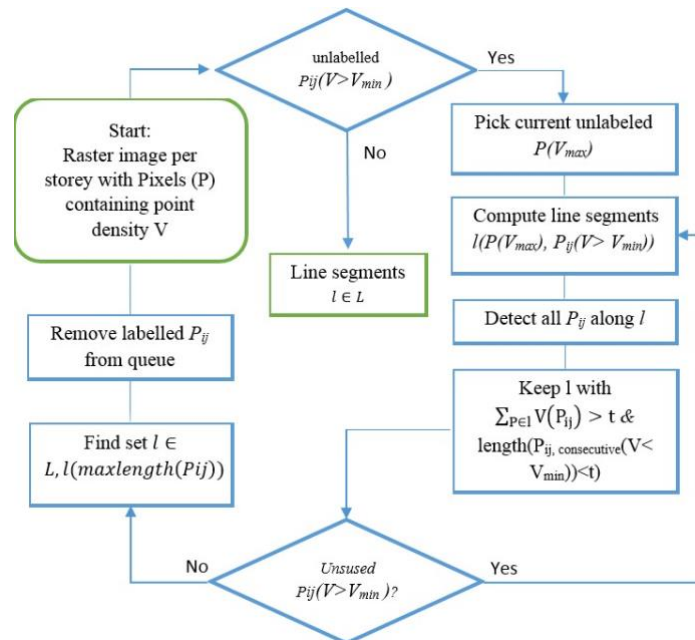 unlabelled
Pij(V>Vmin)
Yes
No
Start:
Raster image per
storey with Pixels (P)
containing point
density V
Pick current unlabeled
P(Vmax)
Compute line segments
l(P(Vmax), Pij(V> Vmin))
Line segments
l ∈ L
Detect all Pij along l
Remove labelled Pij
from queue
Keep l with
∑P∈l V(Pij) > t &
length(Pij, consecutive(V<
Vmin))<t)
Find set l ∈
L, l(maxlength(Pij))
No
Unsused
Pij(V>Vmin)?
Yes